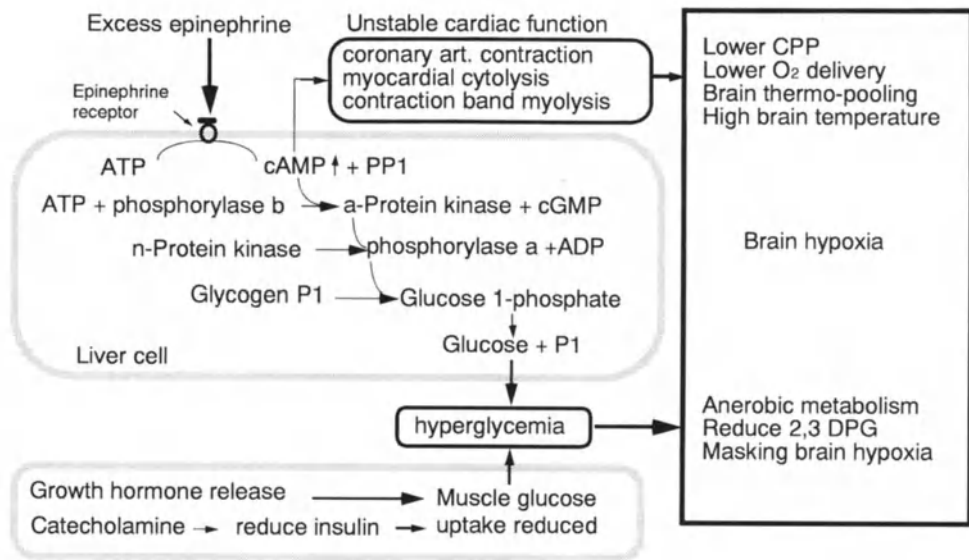 Excess epinephrine
Unstable cardiac function
coronary art. contraction
myocardial cytolysis
contraction band myolysis
Lower CPP
Lower O₂ delivery
Brain thermo-pooling
High brain temperature
Epinephrine
receptor
ATP
cAMP ↑ + PP1
ATP + phosphorylase b
a-Protein kinase + cGMP
n-Protein kinase
phosphorylase a +ADP
Brain hypoxia
Glycogen P1
Glucose 1-phosphate
Glucose + P1
Liver cell
hyperglycemia
Anerobic metabolism
Reduce 2,3 DPG
Masking brain hypoxia
Growth hormone release
Muscle glucose
Catecholamine → reduce insulin → uptake reduced